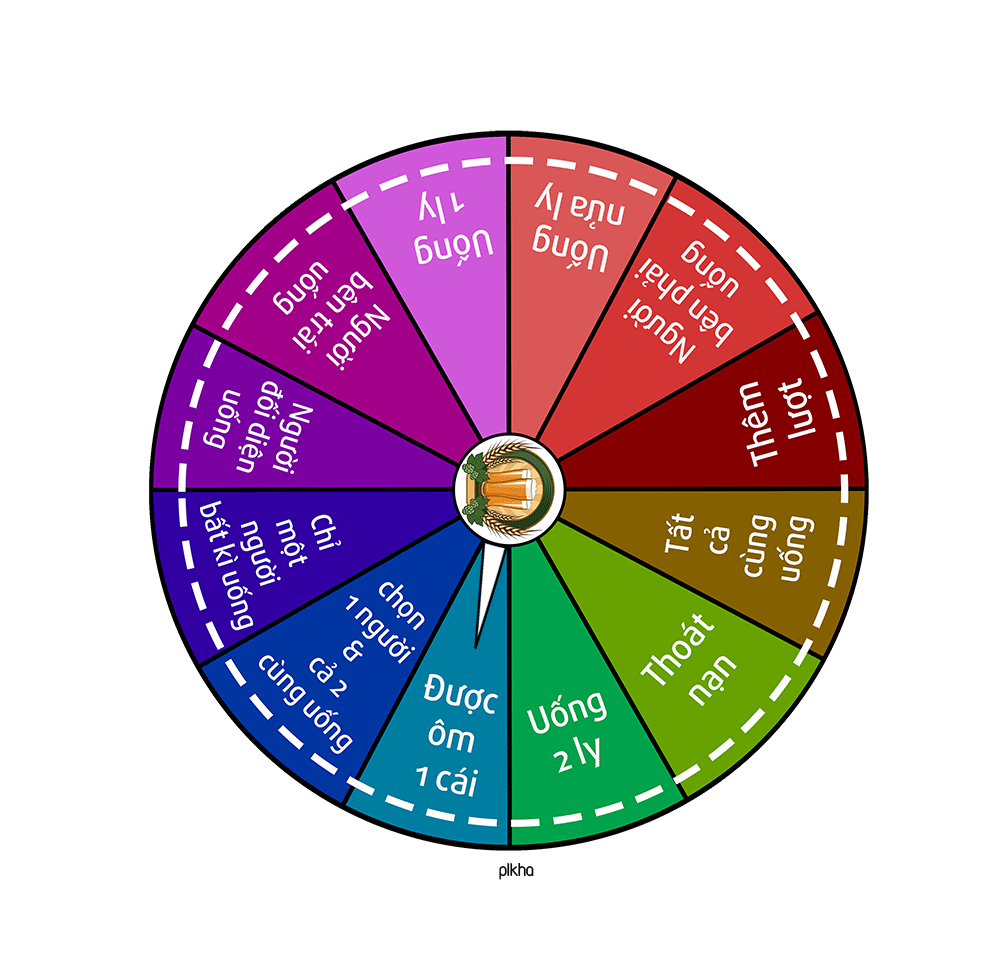 Uống
nửa ly
Người
bên phải
uống
Thêm
lượt
Tất
cả
cùng
uống
Thoát
nạn
Uống
2 ly
Được
ôm
1 cái
chọn
1 người
&
cả 2
cùng uống
Chỉ
một
người
bất kì uống
Người
đối diện
uống
Người
bên trái
uống
Uống
1 ly
plkha